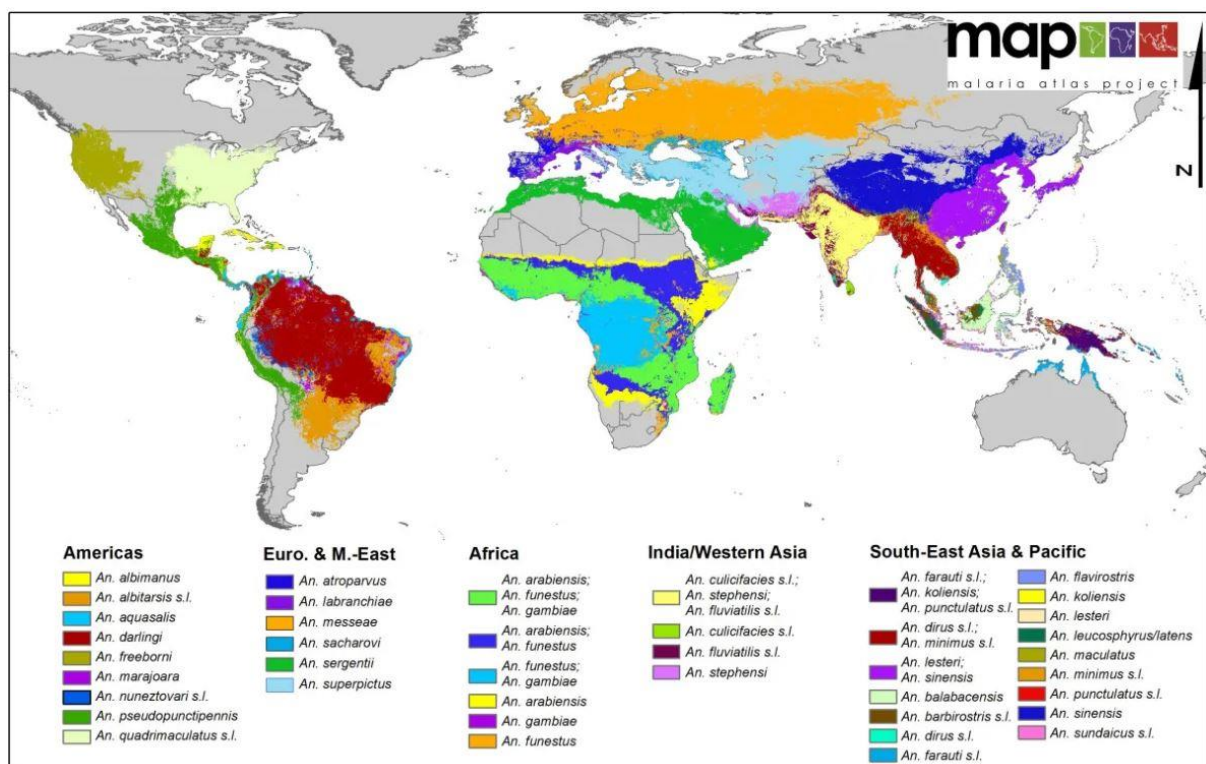 map
malaria atlas project
N
Americas
An. albimanus
An. albitarsis s.l.
An. aquasalis
An. darlingi
An. freeborni
An. marajoara
An. nuneztovari s.l.
An. pseudopunctipennis
An. quadrimaculatus s.l.
Euro. & M.-East
An. atroparvus
An. labranchiae
An. messeae
An. sacharovi
An. sergentii
An. superpictus
Africa
An. arabiensis;
An. funestus;
An. gambiae
An. arabiensis;
An. funestus
An. funestus;
An. gambiae
An. arabiensis
An. gambiae
An. funestus
India/Western Asia
An. culicifacies s.l.;
An. stephensi;
An. fluviatilis s.l.
An. culicifacies s.l.
An. fluviatilis s.l.
An. stephensi
South-East Asia & Pacific
An. farauti s.l.;
An. koliensis;
An. punctulatus s.l.
An. dirus s.l.;
An. minimus s.l.
An. lesteri;
An. sinensis
An. balabacensis
An. barbirostris s.l.
An. dirus s.l.
An. farauti s.l.
An. flavirostris
An. koliensis
An. lesteri
An. leucosphyrus/latens
An. maculatus
An. minimus s.l.
An. punctulatus s.l.
An. sinensis
An. sundaicus s.l.